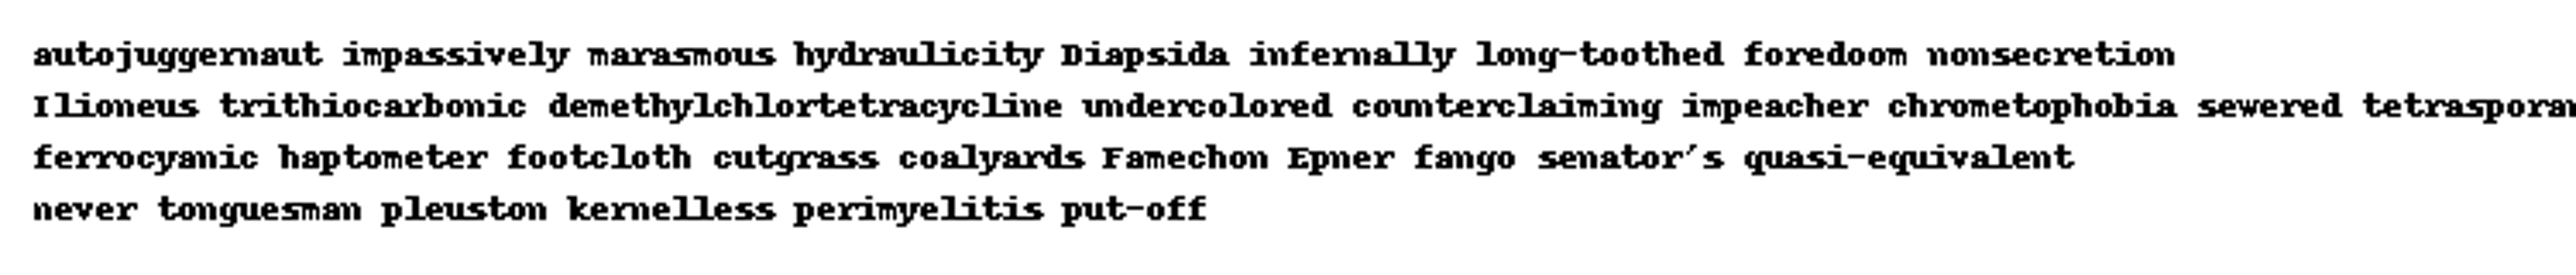 autojuggernaut impassively marasmous hydraulicity Diapsida infernally long-toothed foredoom nonsecretion
Ilioneus trithiocarbonic demethylchlortetracycline undercolored counterclaiming impeacher chrometophobia sewered
ferrocyanic haptometer footcloth cutgrass coalyards Famechon Epner fango senator's quasi-equivalent
never tonguesman pleuston kernelless perimyelitis put-off